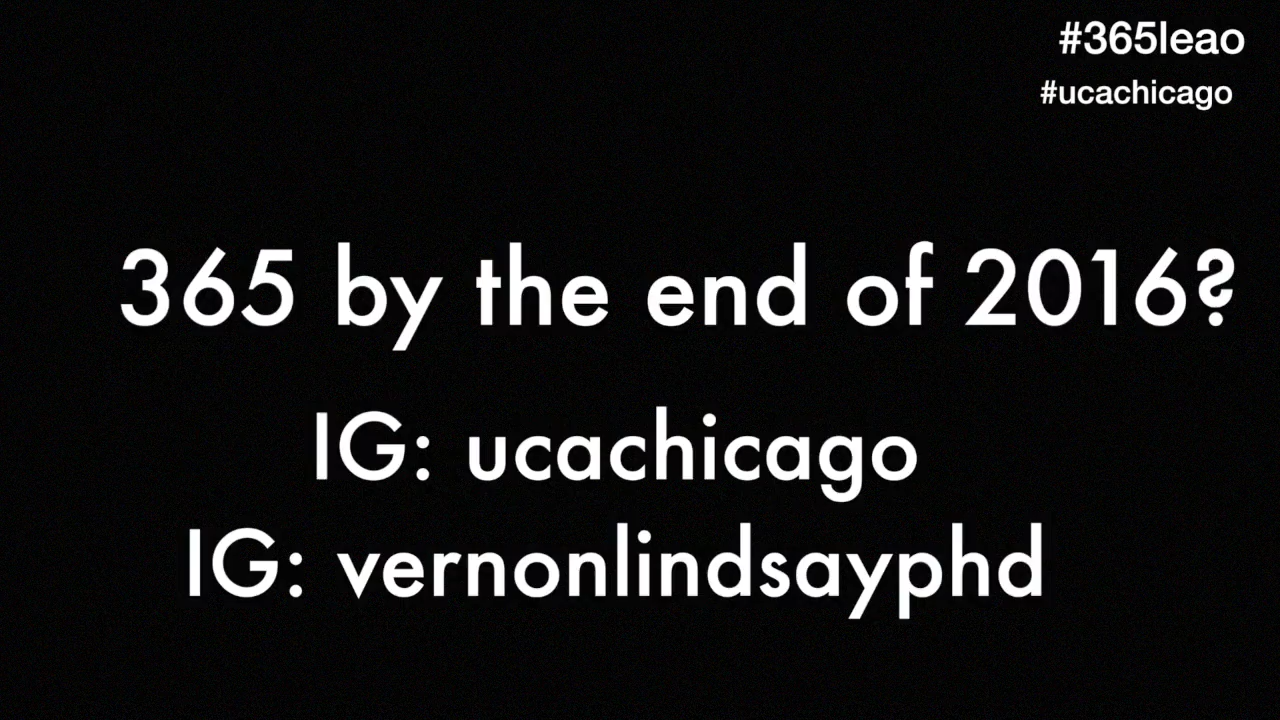 #365leao
#ucachicago
365 by the end of 2016?
IG: ucachicago
IG: vernonlindsayphd